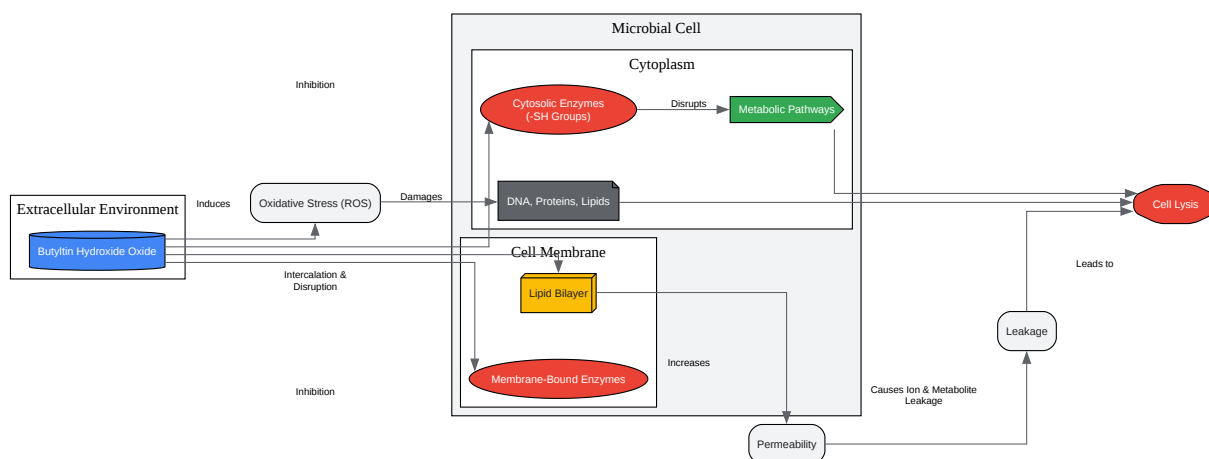 Microbial Cell
Cytoplasm
Inhibition
Cytosolic Enzymes
(-SH Groups)
Disrupts
Metabolic Pathways
Extracellular Environment
Induces
Oxidative Stress (ROS)
Damages
DNA, Proteins, Lipids
Cell Lysis
Butyltin Hydroxide Oxide
Cell Membrane
Intercalation &
Disruption
Lipid Bilayer
Leads to
Leakage
Increases
Membrane-Bound Enzymes
Inhibition
Causes Ion & Metabolite
Leakage
Permeability